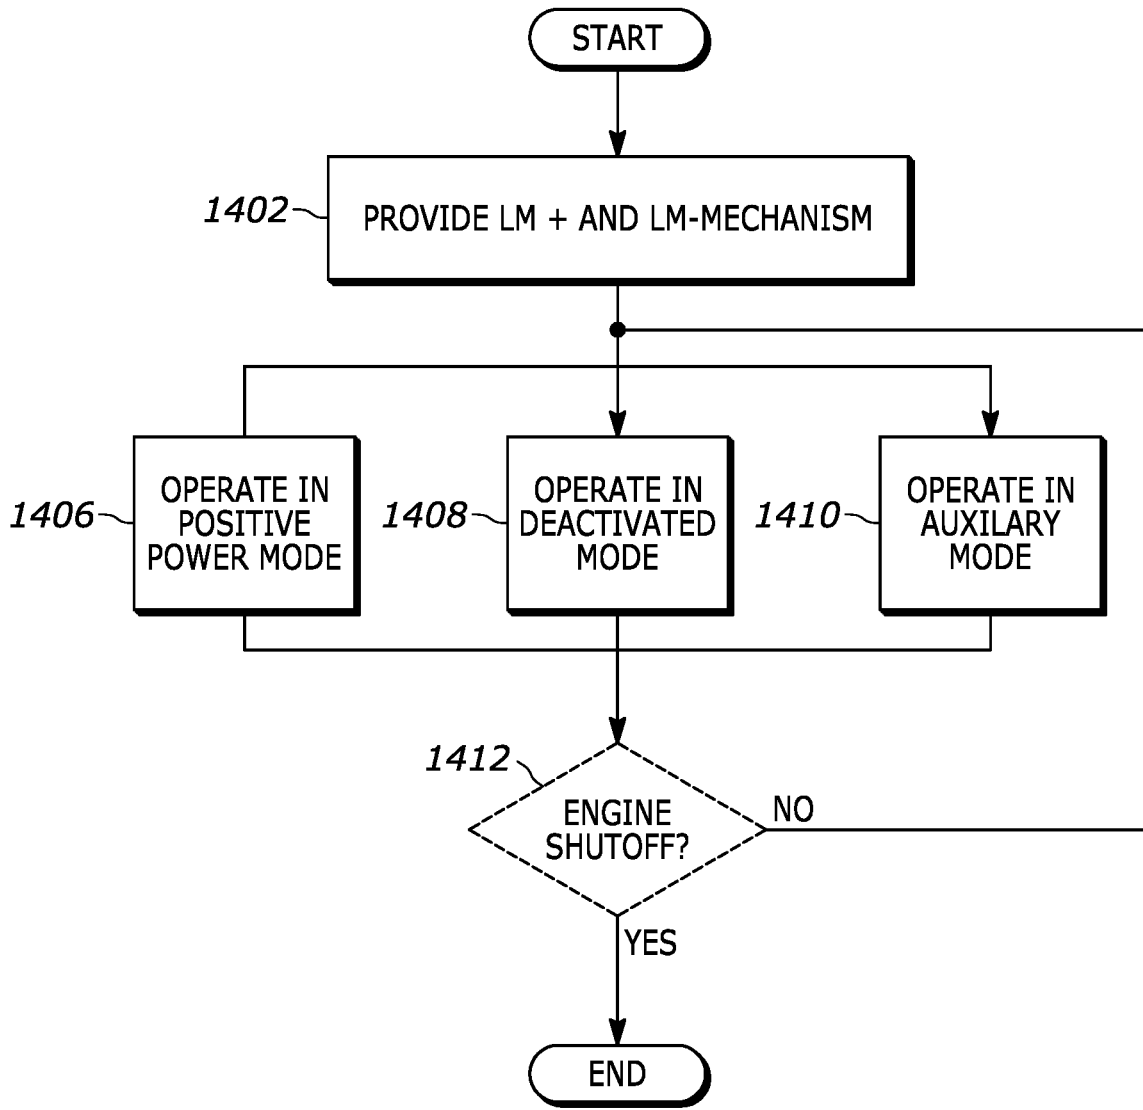 START
1402
PROVIDE LM + AND LM-MECHANISM
1406
OPERATE IN
POSITIVE
POWER MODE
1408
OPERATE IN
DEACTIVATED
MODE
1410
OPERATE IN
AUXILARY
MODE
1412
ENGINE
SHUTOFF?
NO
YES
END